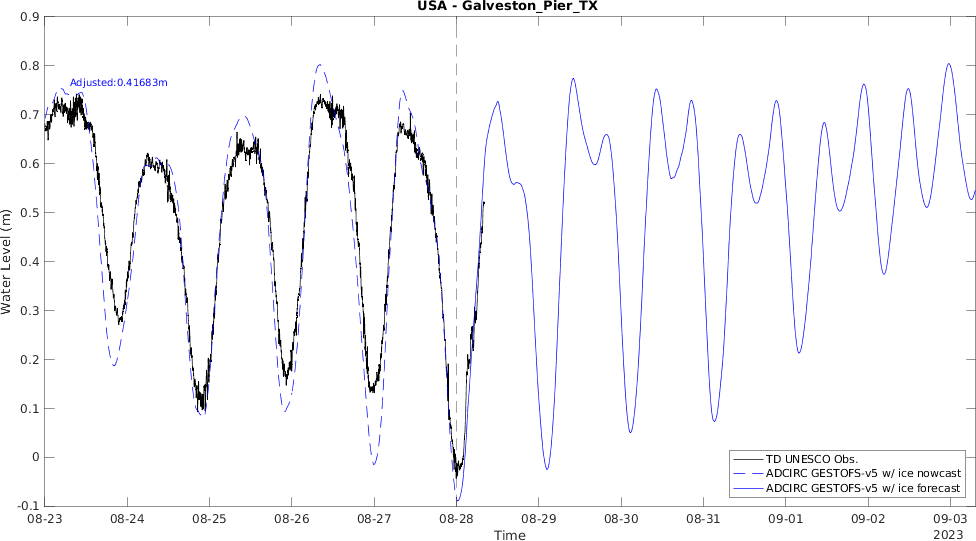 USA - Galveston_Pier_TX
Adjusted:0.41683m
Water Level (m)
0.9
0.8
0.7
0.6
0.5
0.4
0.3
0.2
0.1
0
-0.1
08-23 08-24 08-25 08-26 08-27 08-28 08-29 08-30 08-31 09-01 09-02 09-03
2023
Time
TD UNESCO Obs.
ADCIRC GESTOFS-v5 w/ ice nowcast
ADCIRC GESTOFS-v5 w/ ice forecast